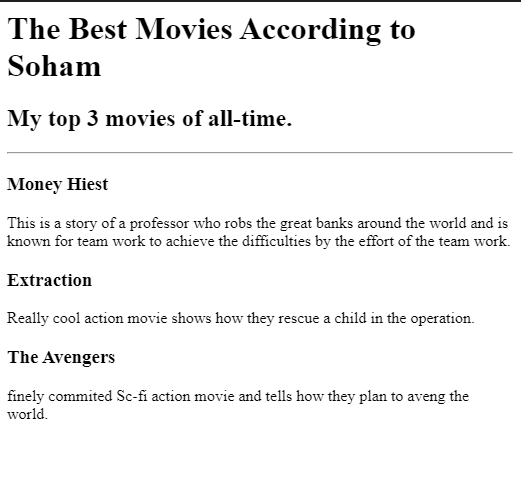 The Best Movies According to
Soham
My top 3 movies of all-time.
Money Hiest
This is a story of a professor who robs the great banks around the world and is
known for team work to achieve the difficulties by the effort of the team work.
Extraction
Really cool action movie shows how they rescue a child in the operation.
The Avengers
finely commited Sc-fi action movie and tells how they plan to aveng the
world.